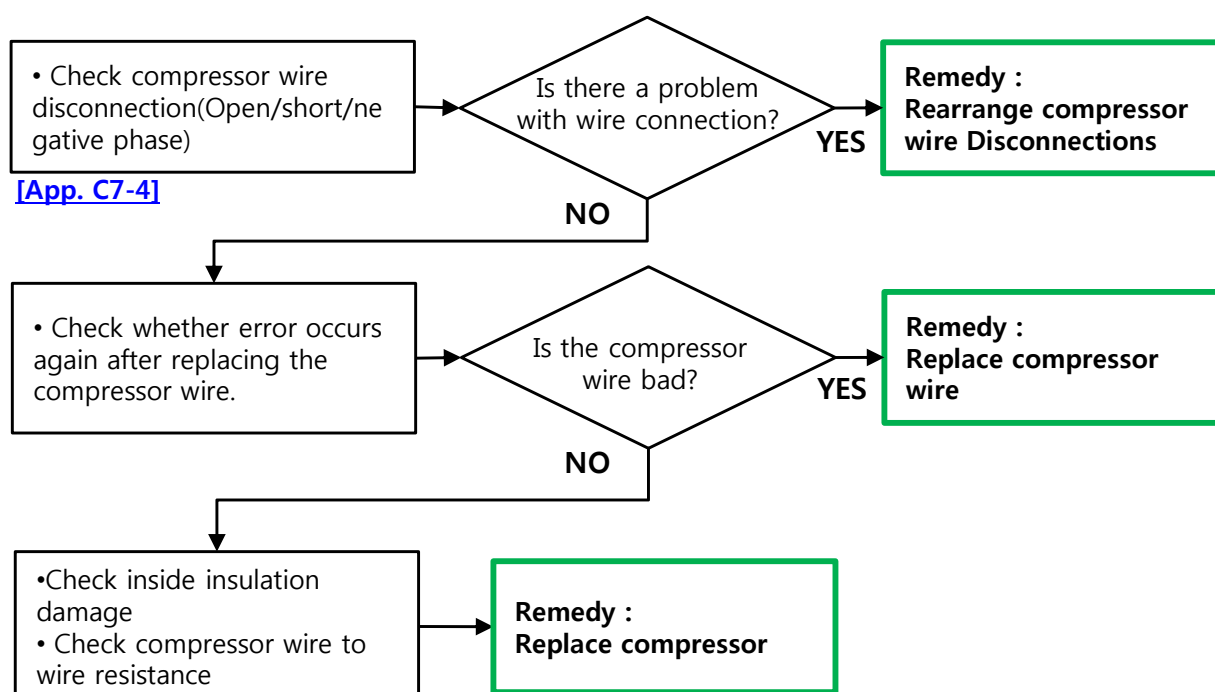 • Check compressor wire
disconnection(Open/short/ne
gative phase)
[App. C7-4]
Is there a problem
with wire connection?
YES
Remedy :
Rearrange compressor
wire Disconnections
NO
• Check whether error occurs
again after replacing the
compressor wire.
Is the compressor
wire bad?
YES
Remedy :
Replace compressor
wire
NO
•Check inside insulation
damage
• Check compressor wire to
wire resistance
Remedy :
Replace compressor